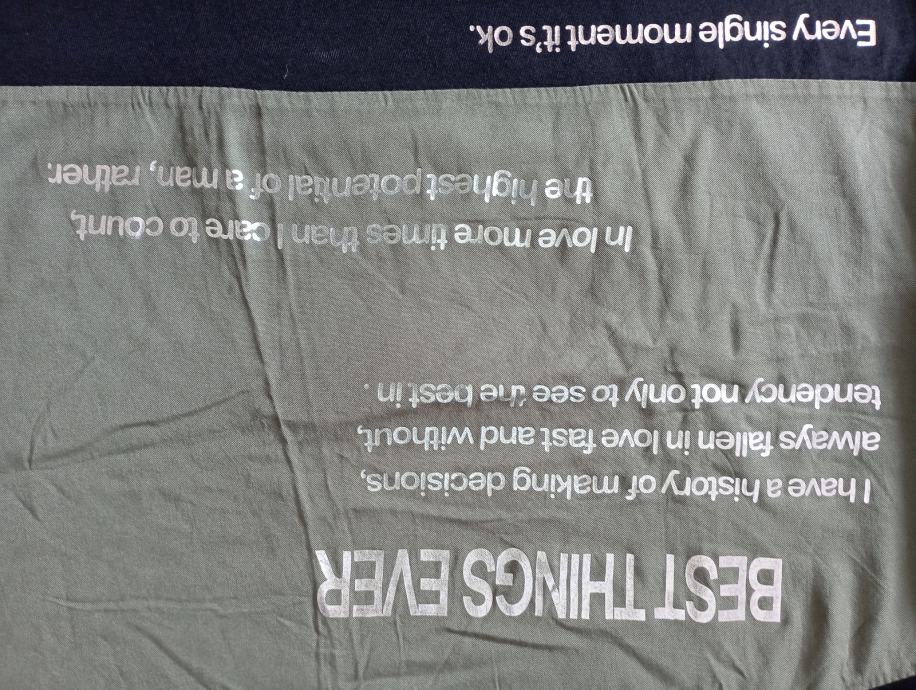 BEST THINGS EVER
I have a history of making decisions,
always fallen in love fast and without,
tendency not only to see the best in .
In love more times than I care to count,
the highest potential of a man, rather.
Every single moment it's ok.